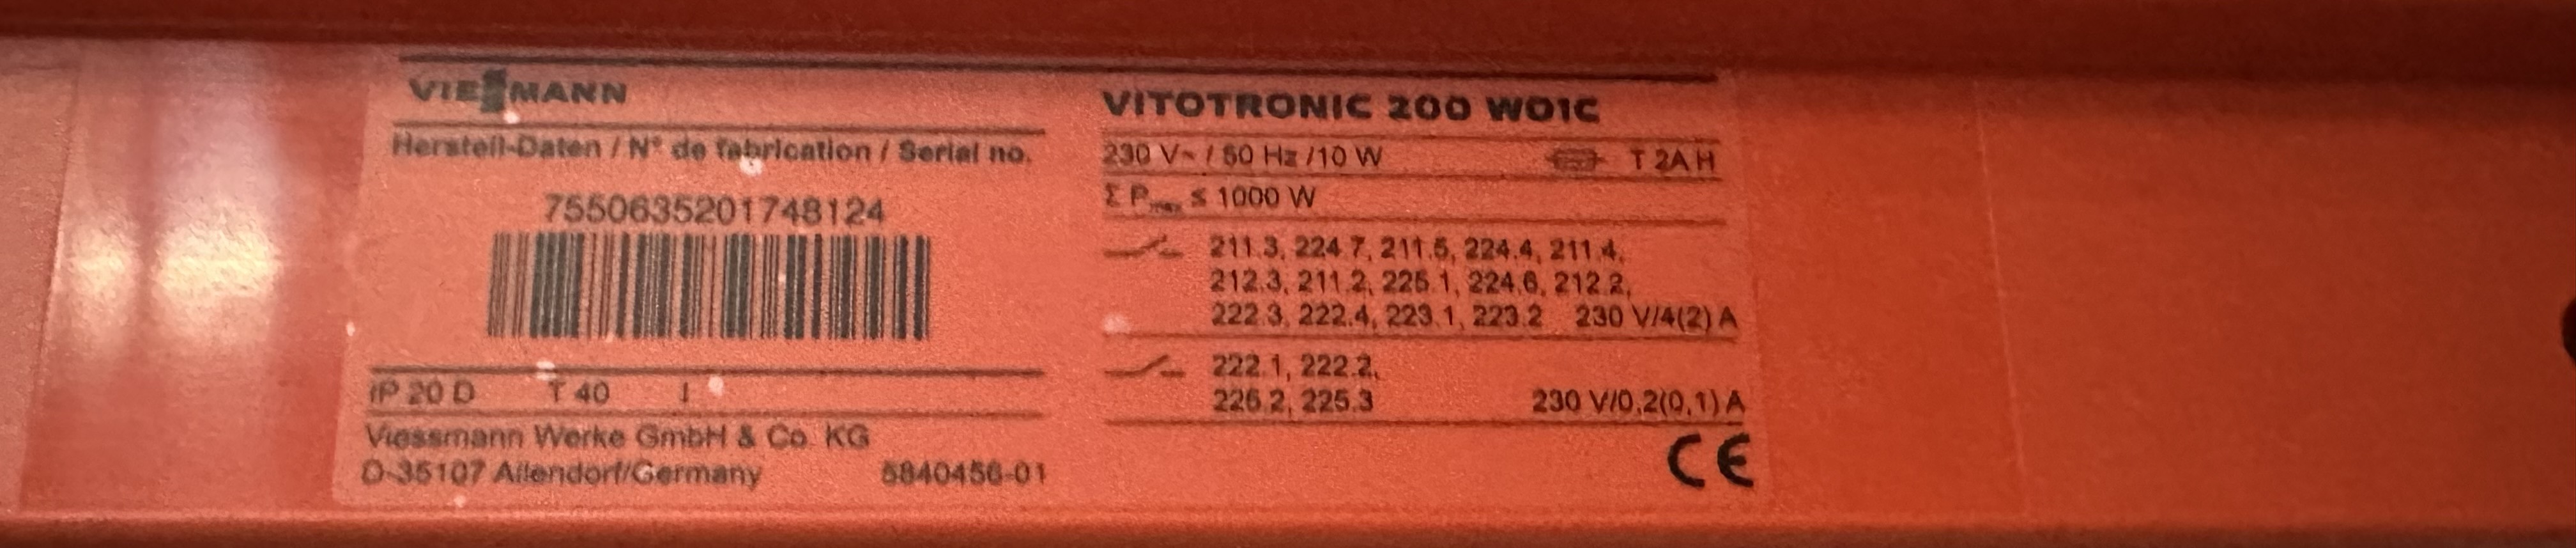 VIESSMANN
Herstell-Daten / N° de fabrication / Serial no.
7550635201748124
IP 20 D T 40 I
Viessmann Werke GmbH & Co KG
D-35107 Allendorf/Germany 5840456-01
VITOTRONIC 200 WO1C
230 V~ / 50 Hz /10 W T 2A H
Σ Pmax ≤ 1000 W
211.3, 224.7, 211.5, 224.4, 211.4,
212.3, 211.2, 225.1, 224.6, 212.2,
222.3, 222.4, 223.1, 223.2 230 V/4(2) A
222.1, 222.2,
225.2, 225.3 230 V/0,2(0,1) A
CE